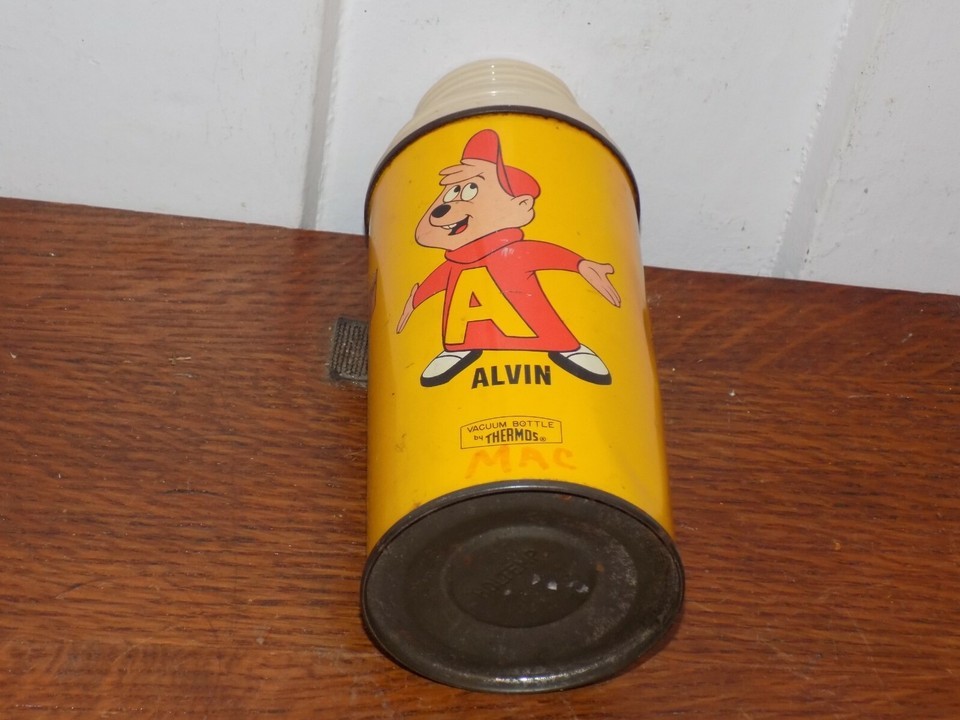 A
ALVIN
VACUUM BOTTLE
by THERMOS®
MAC